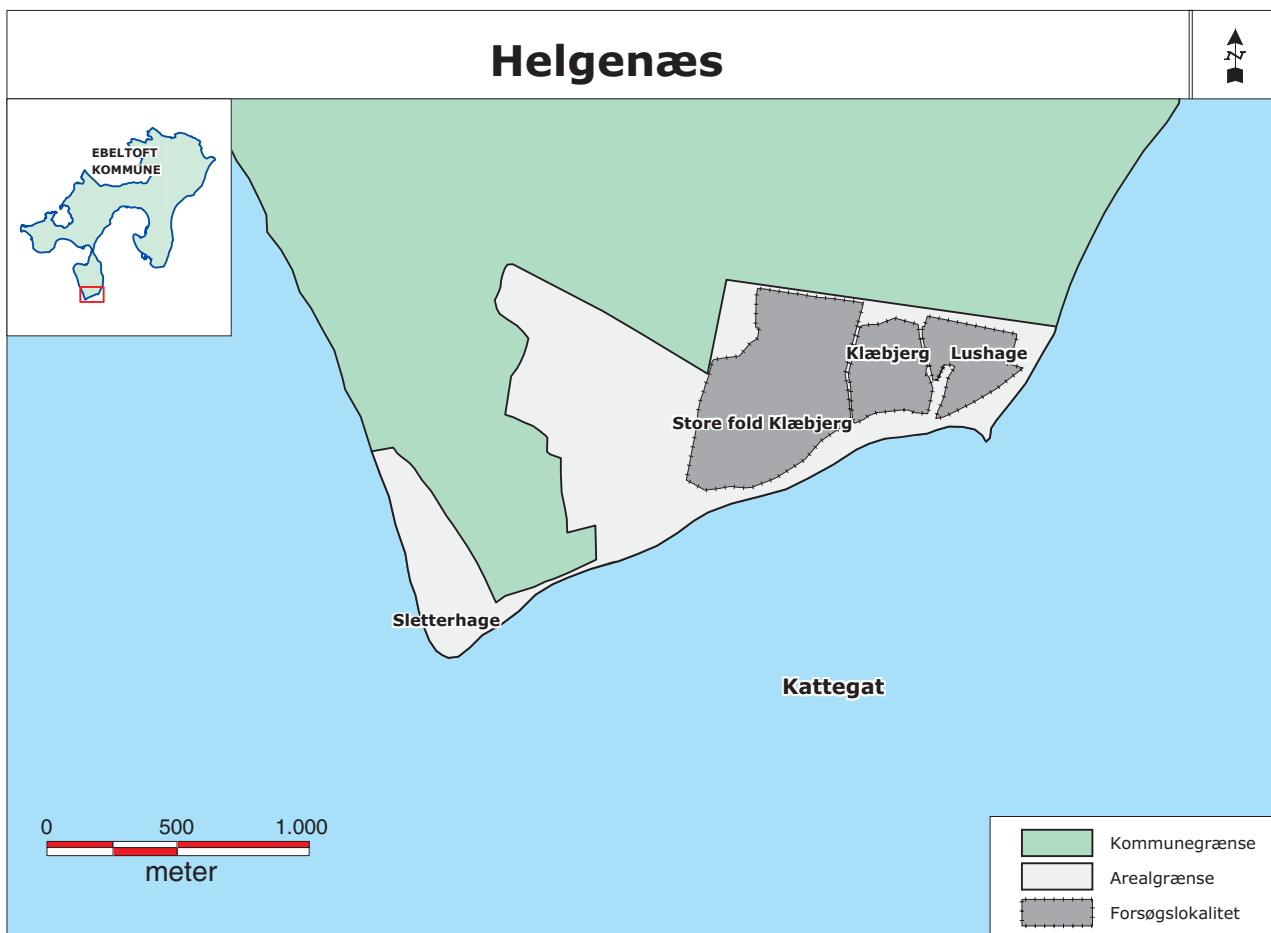 Helgenæs
N
EBELTOFT
KOMMUNE
Klæbjerg
Lushage
Store fold Klæbjerg
Sletterhage
Kattegat
0 500 1.000
meter
Kommunegrænse
Arealgrænse
Forsøgslokalitet